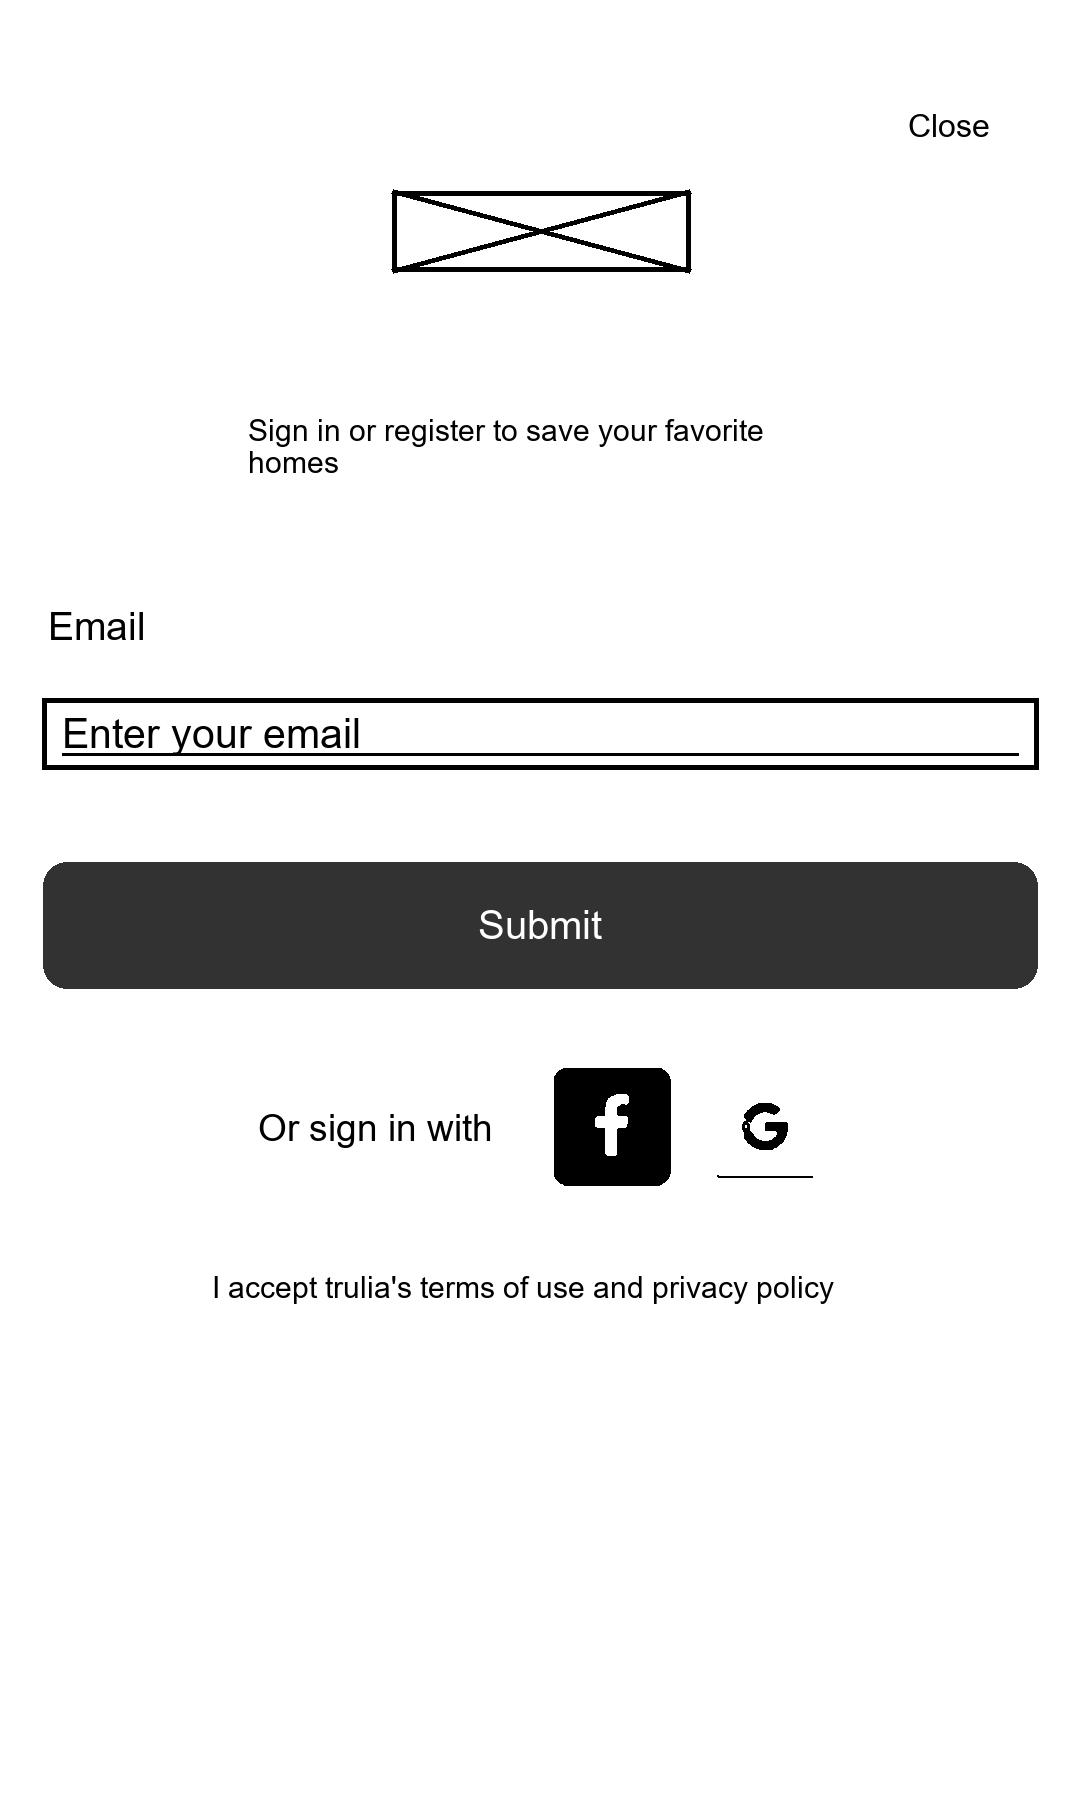 Close
Sign in or register to save your favorite
homes
Email
Enter your email
Submit
Or sign in with f G
I accept trulia's terms of use and privacy policy